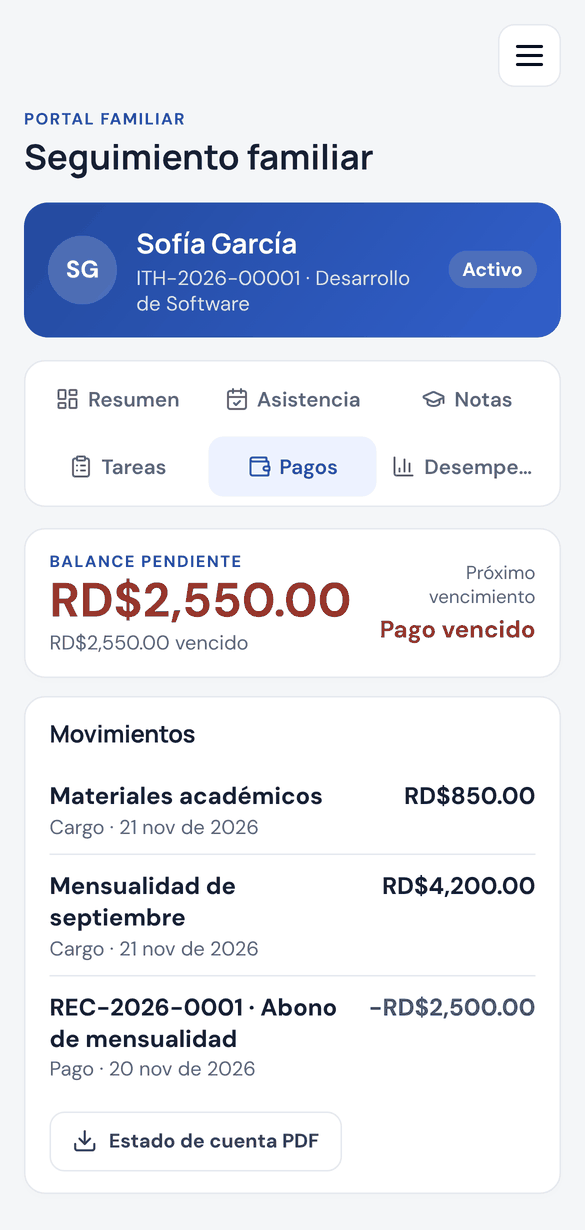 PORTAL FAMILIAR
Seguimiento familiar
SG
Sofía García
ITH-2026-00001 · Desarrollo
de Software
Activo
Resumen
Asistencia
Notas
Tareas
Pagos
Desempe...
BALANCE PENDIENTE
RD$2,550.00
RD$2,550.00 vencido
Próximo
vencimiento
Pago vencido
Movimientos
Materiales académicos
RD$850.00
Cargo · 21 nov de 2026
Mensualidad de
septiembre
RD$4,200.00
Cargo · 21 nov de 2026
REC-2026-0001 · Abono
de mensualidad
-RD$2,500.00
Pago · 20 nov de 2026
Estado de cuenta PDF